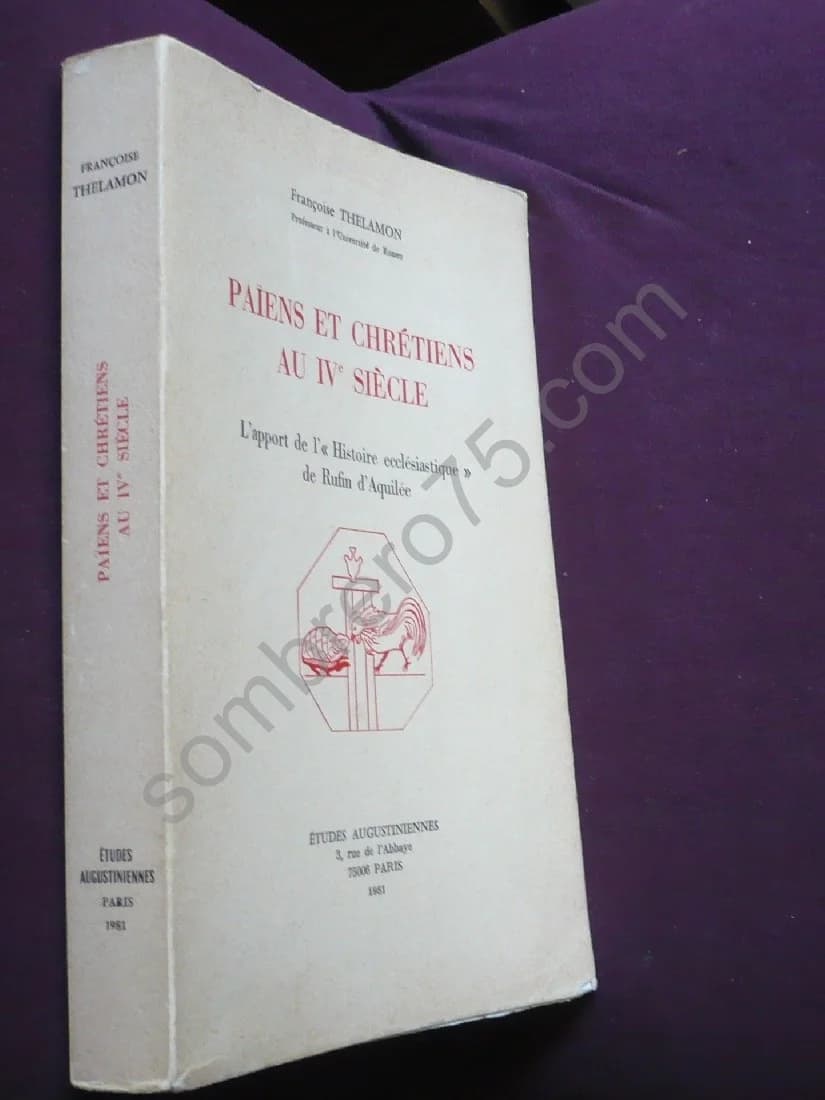 FRANÇOISE
THELAMON
PAÏENS ET CHRÉTIENS
AU IVe SIÈCLE
ÉTUDES
AUGUSTINIENNES
PARIS
1981
Françoise THELAMON
Professeur à l'Université de Rouen
PAÏENS ET CHRÉTIENS
AU IVe SIÈCLE
L'apport de l'« Histoire ecclésiastique »
de Rufin d'Aquilée
ÉTUDES AUGUSTINIENNES
3, rue de l'Abbaye
75006 PARIS
1981
sombrero75.com